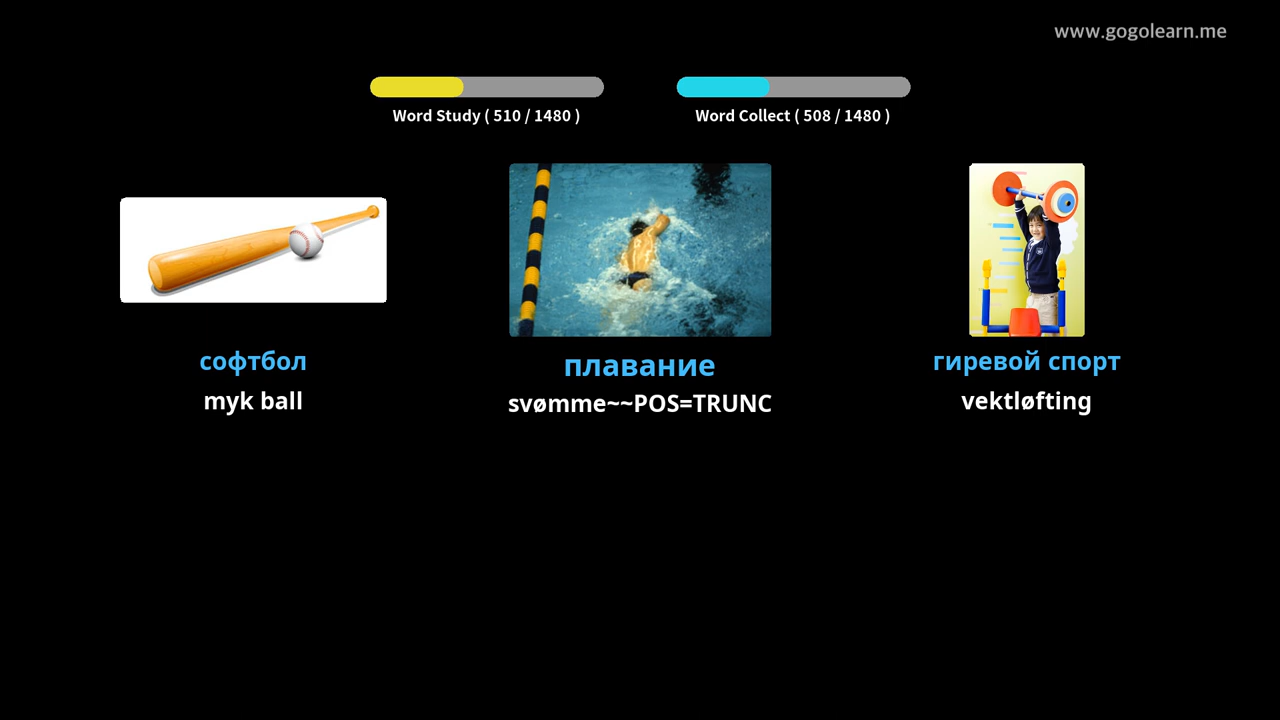 www.gogolearn.me
Word Study ( 510 / 1480 )
Word Collect ( 508 / 1480 )
софтбол
плавание
гиревой спорт
myk ball
svømme~~POS=TRUNC
vektløfting